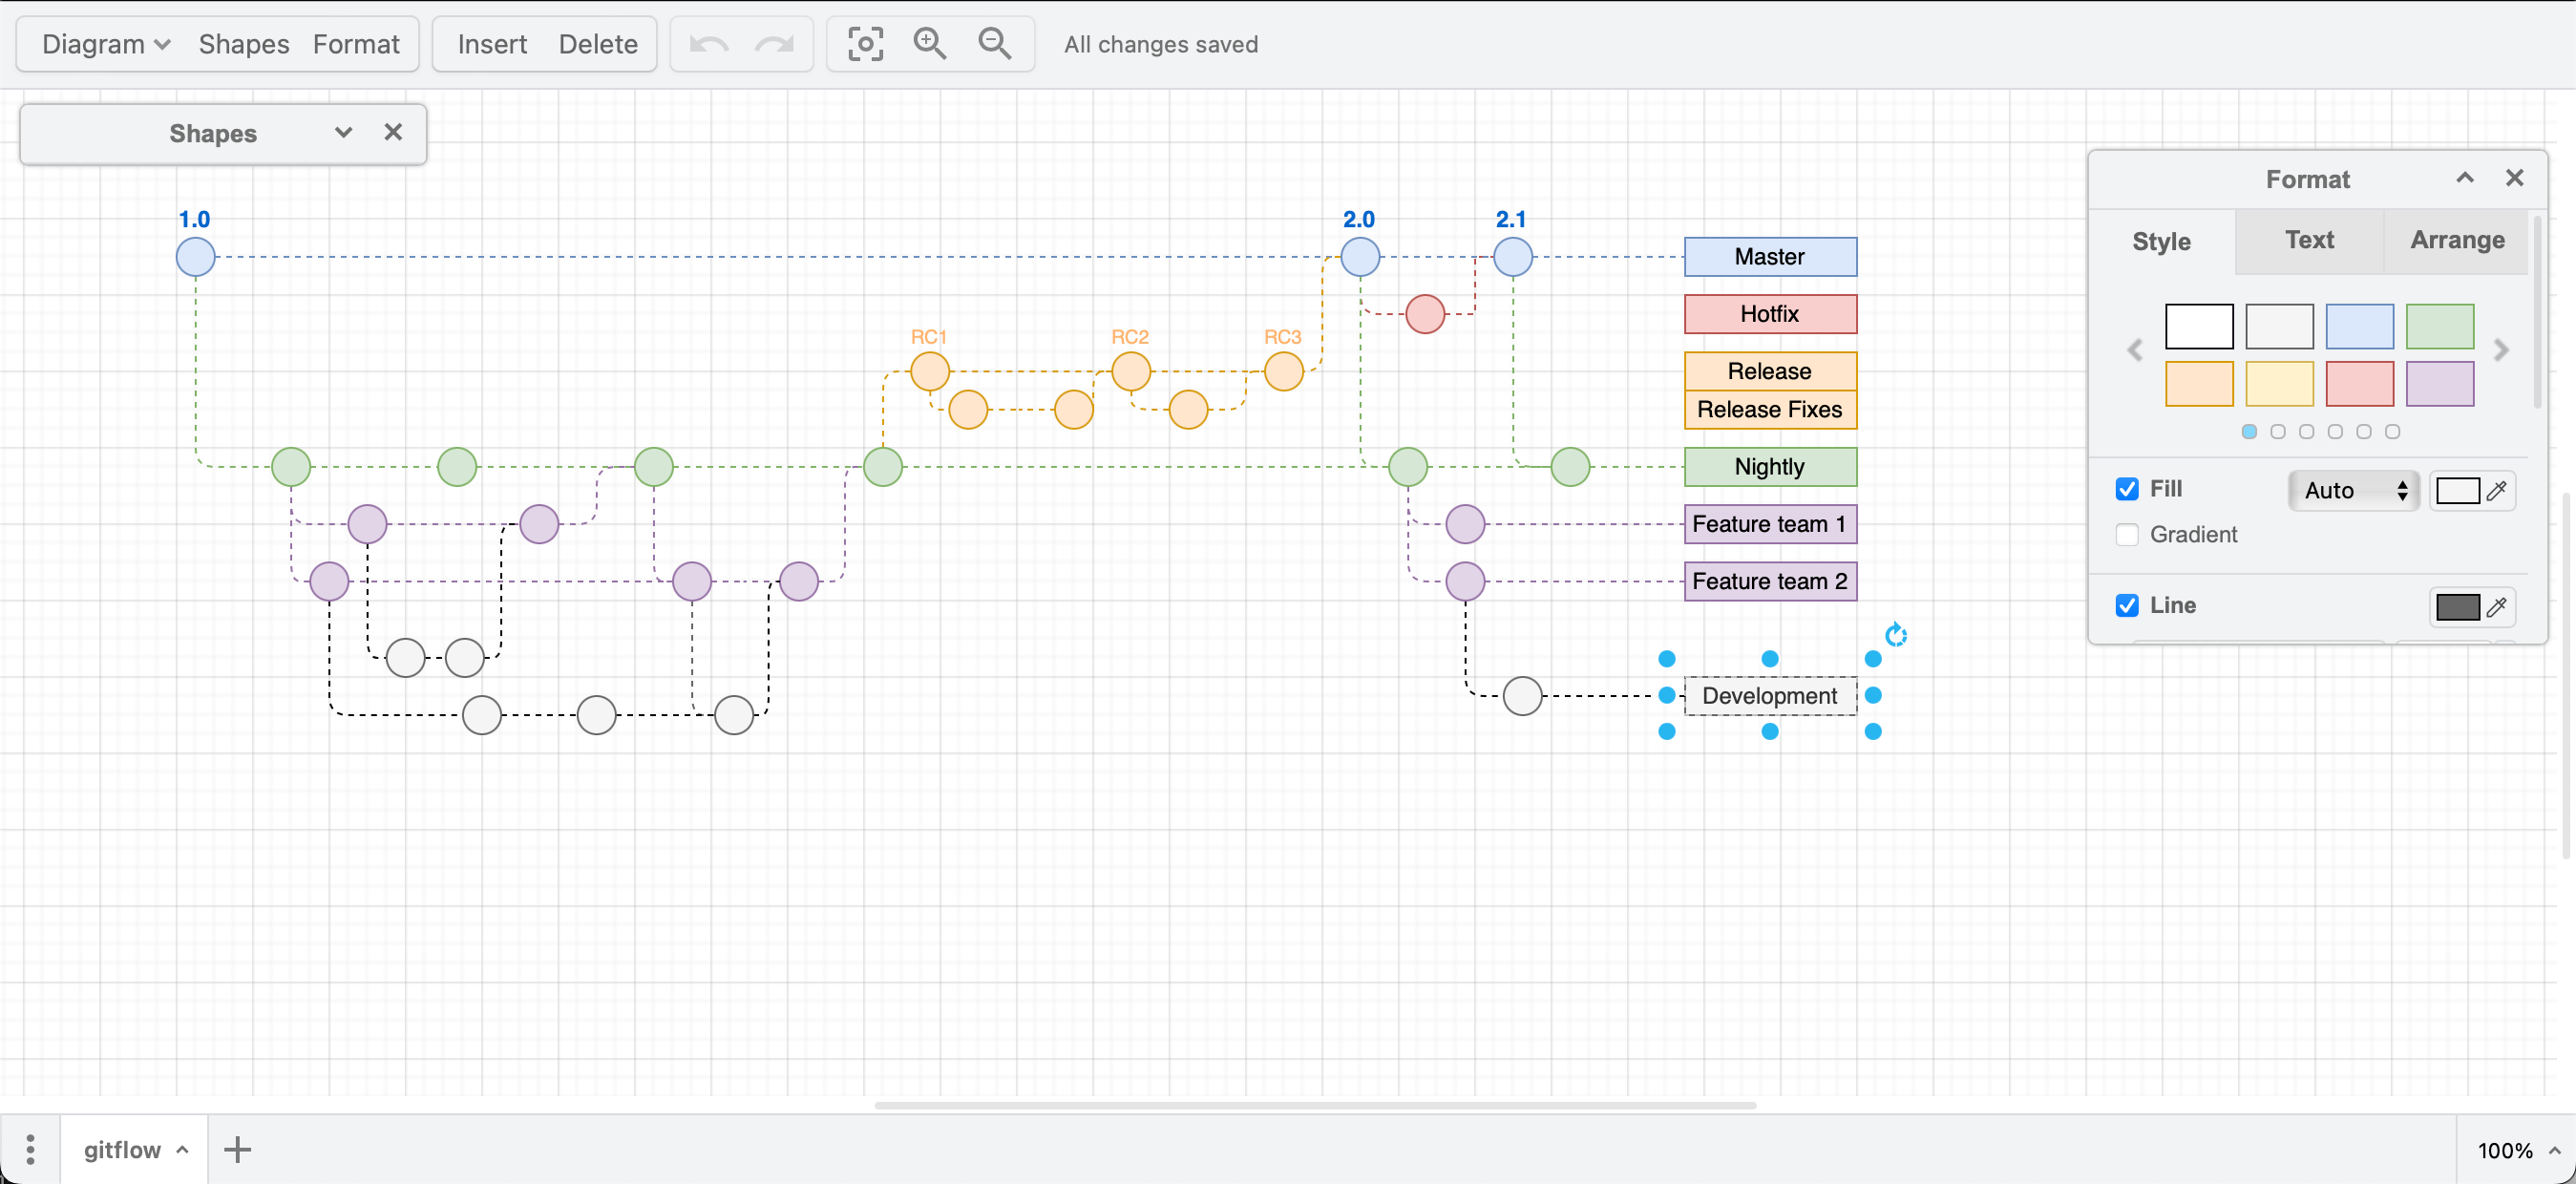 Diagram Shapes Format Insert Delete All changes saved
Shapes
1.0
2.0
2.1
RC1
RC2
RC3
Master
Hotfix
Release
Release Fixes
Nightly
Feature team 1
Feature team 2
Development
Format
Style Text Arrange
Fill Auto
Gradient
Line
gitflow
100%